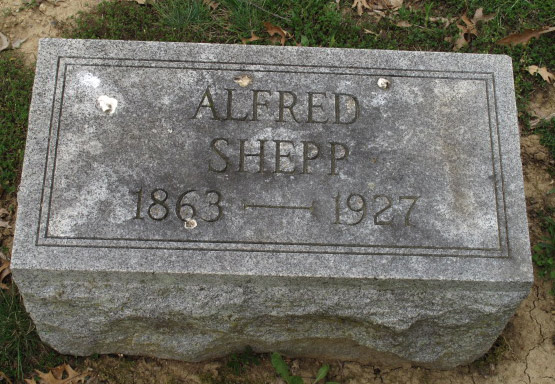 ALFRED
SHEPP
1863 — 1927